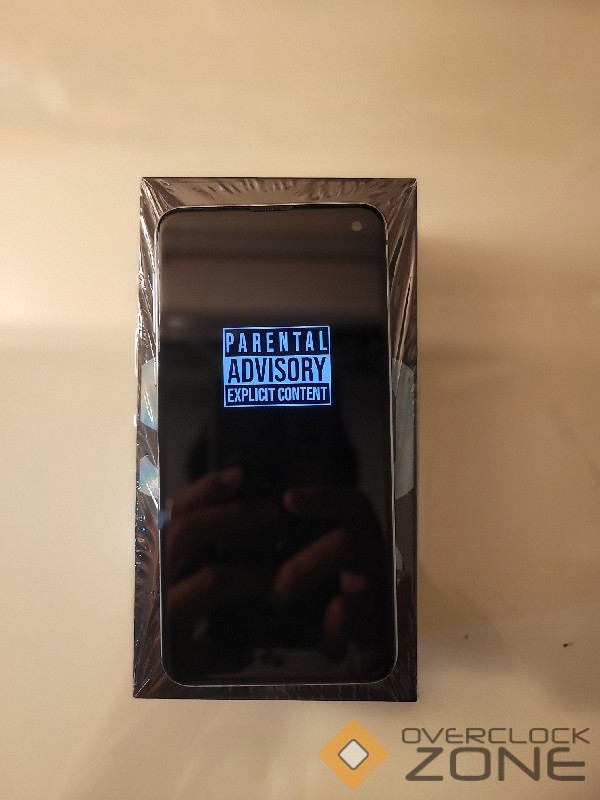 PARENTAL
ADVISORY
EXPLICIT CONTENT
OVERCLOCK
ZONE